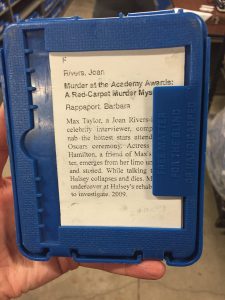 F
Rivers, Joan
Murder at the Academy Awards:
A Red-Carpet Murder Mys
Rappaport, Barbara
Max Taylor, a Joan Rivers-
celebrity interviewer, comp
nab the hottest stars attend
Oscars ceremony. Actress
Hamilton, a friend of Max's
ter, emerges from her limo
and stoned. While talking
Halsey collapses and dies. M
undercover at Halsey's rehab
to investigate. 2009.